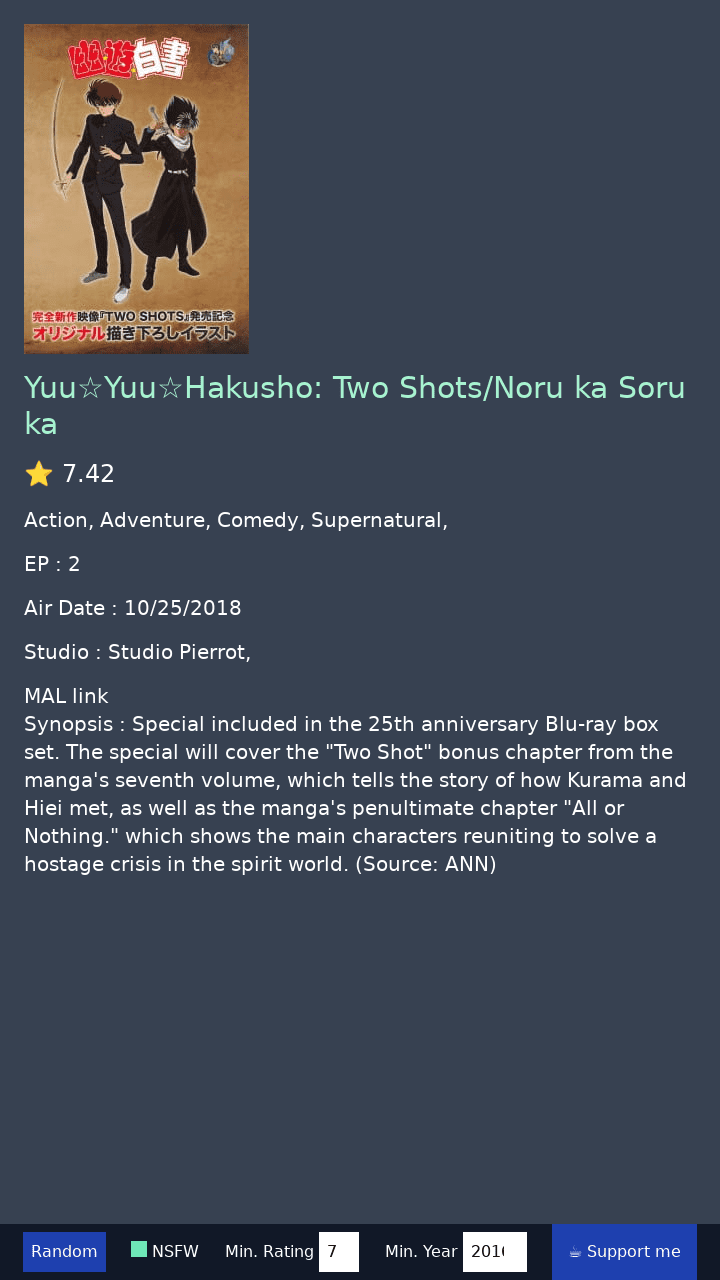 幽☆遊☆白書
完全新作映像『TWO SHOTS』発売記念
オリジナル描き下ろしイラスト
Yuu☆Yuu☆Hakusho: Two Shots/Noru ka Soru
ka
⭐ 7.42
Action, Adventure, Comedy, Supernatural,
EP : 2
Air Date : 10/25/2018
Studio : Studio Pierrot,
MAL link
Synopsis : Special included in the 25th anniversary Blu-ray box
set. The special will cover the "Two Shot" bonus chapter from the
manga's seventh volume, which tells the story of how Kurama and
Hiei met, as well as the manga's penultimate chapter "All or
Nothing." which shows the main characters reuniting to solve a
hostage crisis in the spirit world. (Source: ANN)
Random NSFW Min. Rating 7 Min. Year ☕ Support me